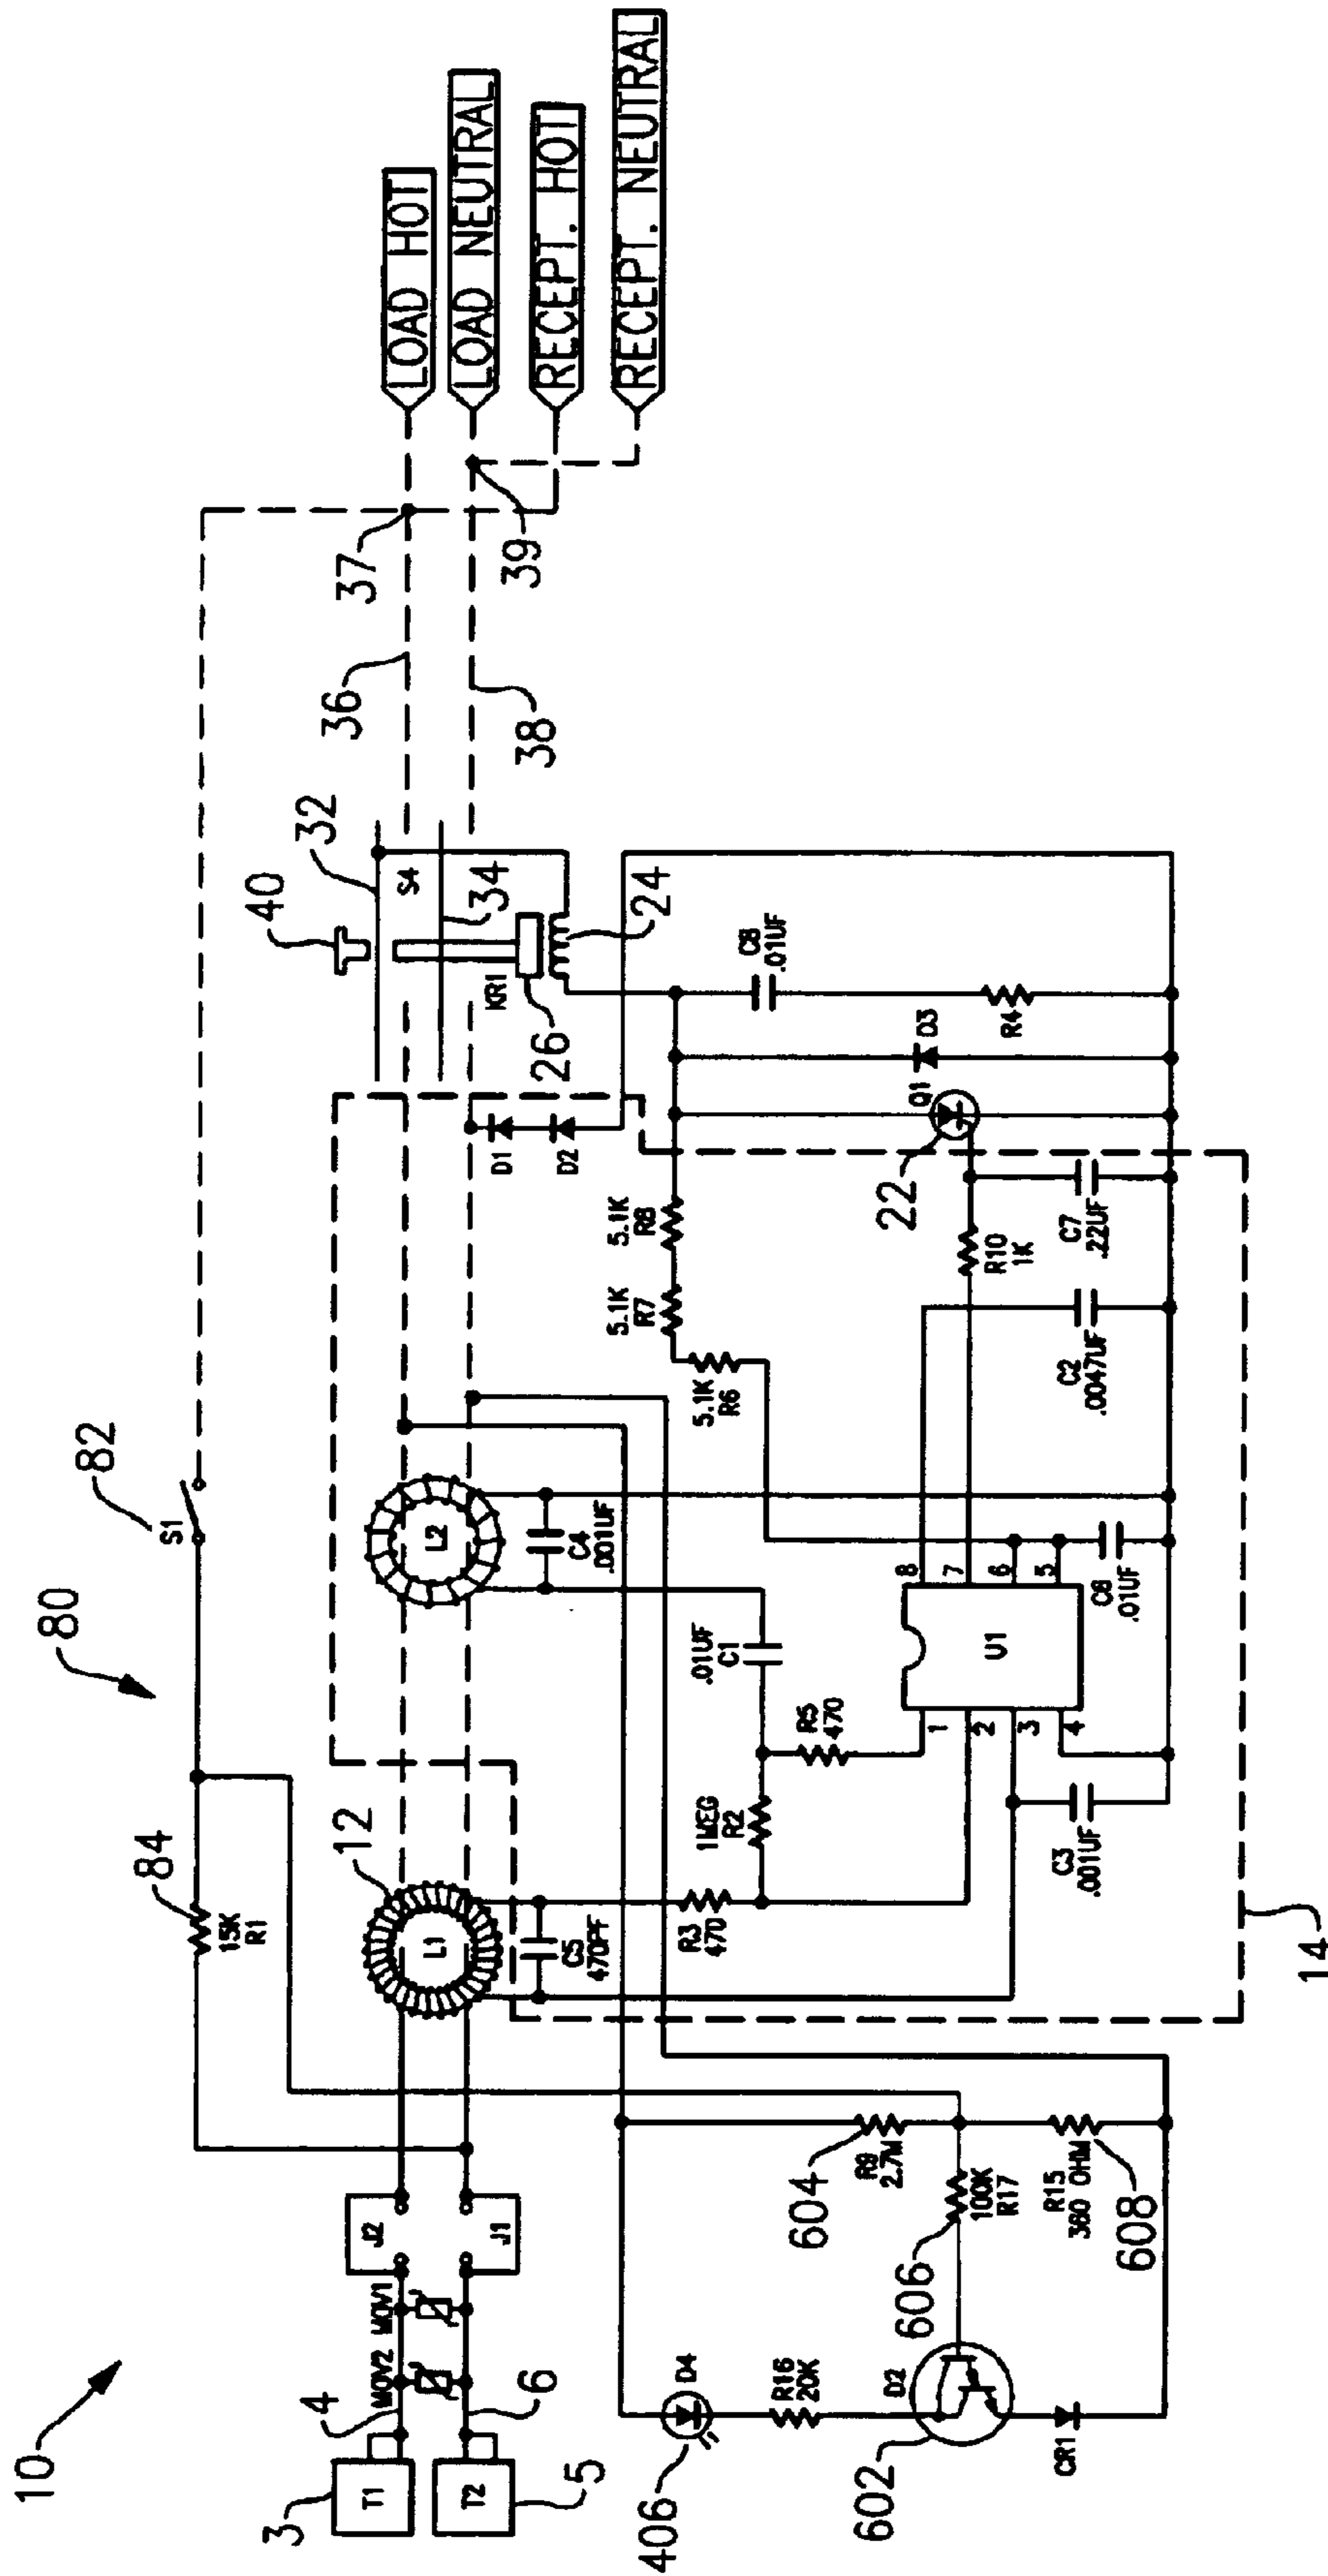 10
3
T1
4
MOV2
MOV1
J2
T2
5
6
J1
80
84
15K
R1
82
S1
12
L1
L2
C5
470PF
C4
.001UF
40
32
S4
34
KR1
26
24
36
37
38
39
LOAD HOT
LOAD NEUTRAL
RECEPT. HOT
RECEPT. NEUTRAL
D1
D2
R3
470
1MEG
R2
.01UF
C1
R5
470
5.1K
R6
5.1K
R7
5.1K
R8
C8
.01UF
R4
D3
Q1
22
R10
1K
C7
.22UF
C2
.0047UF
8
7
6
5
U1
1
2
3
4
C6
.01UF
C3
.001UF
14
406
D4
R16
20K
602
D2
CR1
604
R9
2.7M
606
100K
R17
R15
360 OHM
608